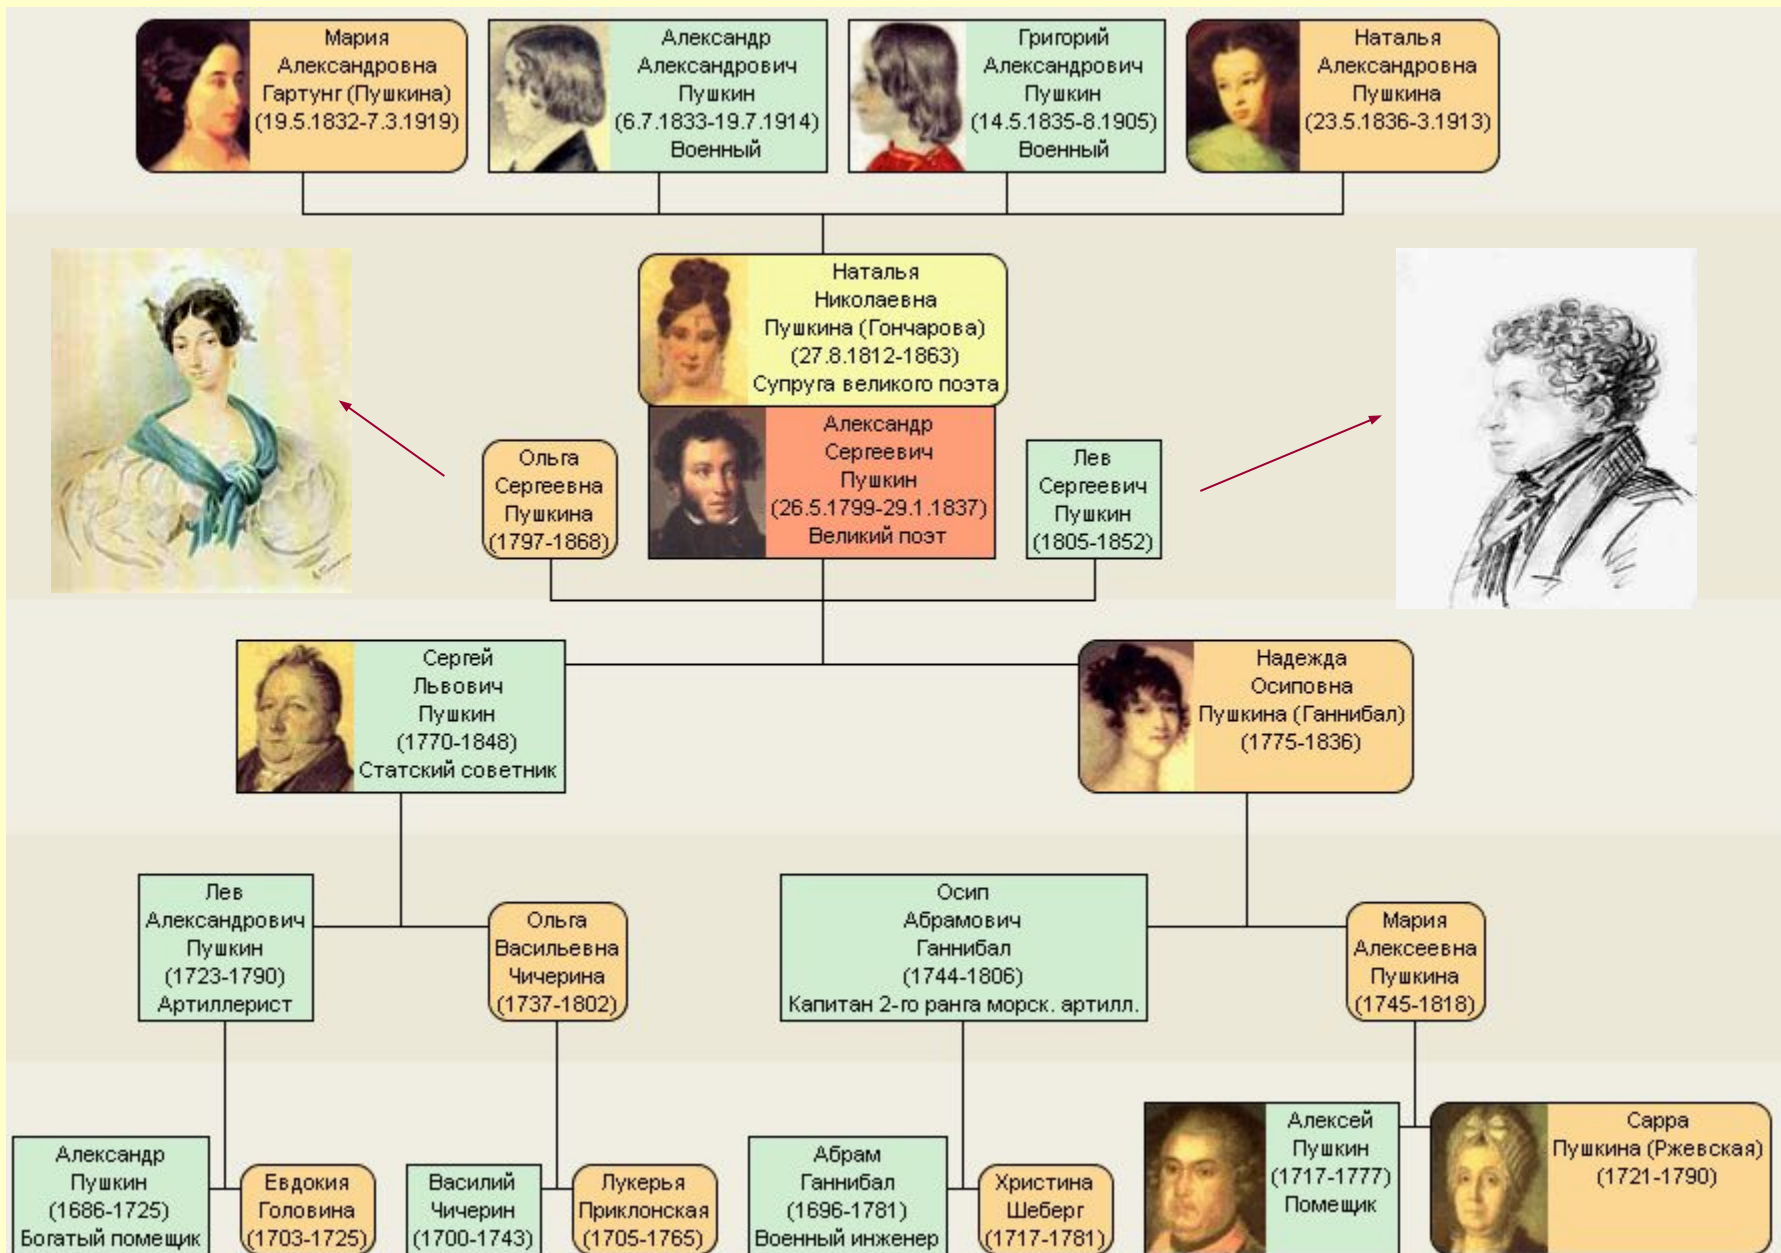 Мария
Александровна
Гартунг (Пушкина)
(19.5.1832-7.3.1919)
Александр
Александрович
Пушкин
(6.7.1833-19.7.1914)
Военный
Григорий
Александрович
Пушкин
(14.5.1835-8.1905)
Военный
Наталья
Александровна
Пушкина
(23.5.1836-3.1913)
Наталья
Николаевна
Пушкина (Гончарова)
(27.8.1812-1863)
Супруга великого поэта
Ольга
Сергеевна
Пушкина
(1797-1868)
Александр
Сергеевич
Пушкин
(26.5.1799-29.1.1837)
Великий поэт
Лев
Сергеевич
Пушкин
(1805-1852)
Сергей
Львович
Пушкин
(1770-1848)
Статский советник
Надежда
Осиповна
Пушкина (Ганнибал)
(1775-1836)
Лев
Александрович
Пушкин
(1723-1790)
Артиллерист
Ольга
Васильевна
Чичерина
(1737-1802)
Осип
Абрамович
Ганнибал
(1744-1806)
Капитан 2-го ранга морск. артилл.
Мария
Алексеевна
Пушкина
(1745-1818)
Александр
Пушкин
(1686-1725)
Богатый помещик
Евдокия
Головина
(1703-1725)
Василий
Чичерин
(1700-1743)
Лукерья
Приклонская
(1705-1765)
Абрам
Ганнибал
(1696-1781)
Военный инженер
Христина
Шеберг
(1717-1781)
Алексей
Пушкин
(1717-1777)
Помещик
Сарра
Пушкина (Ржевская)
(1721-1790)